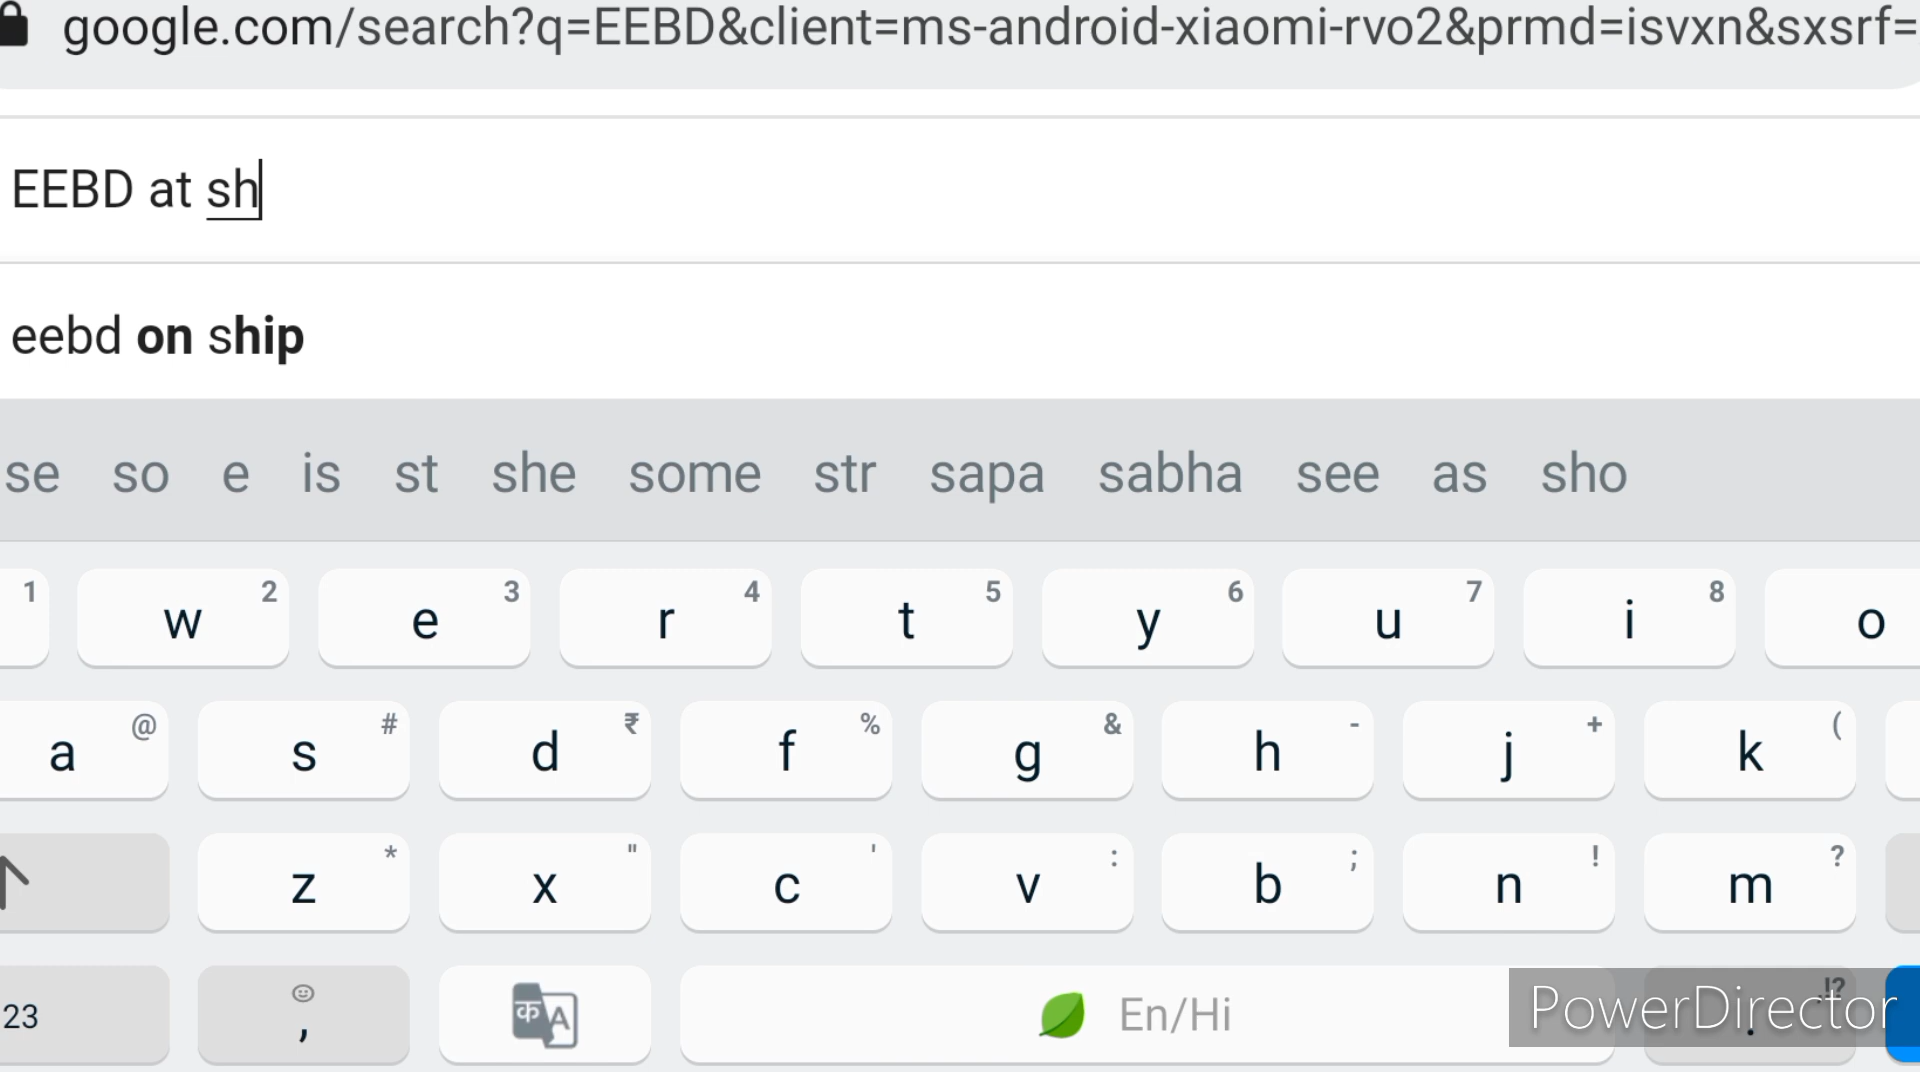 google.com/search?q=EEBD&client=ms-android-xiaomi-rvo2&prmd=isvxn&sxsrf=
EEBD at sh
eebd on ship
se so e is st she some str sapa sabha see as sho
1 w 2 e 3 r 4 t 5 y 6 u 7 i 8 o
a @ s # d ₹ f % g & h - j + k (
z * x " c ' v : b ; n ! m ?
23 , क A En/Hi . !?
PowerDirector